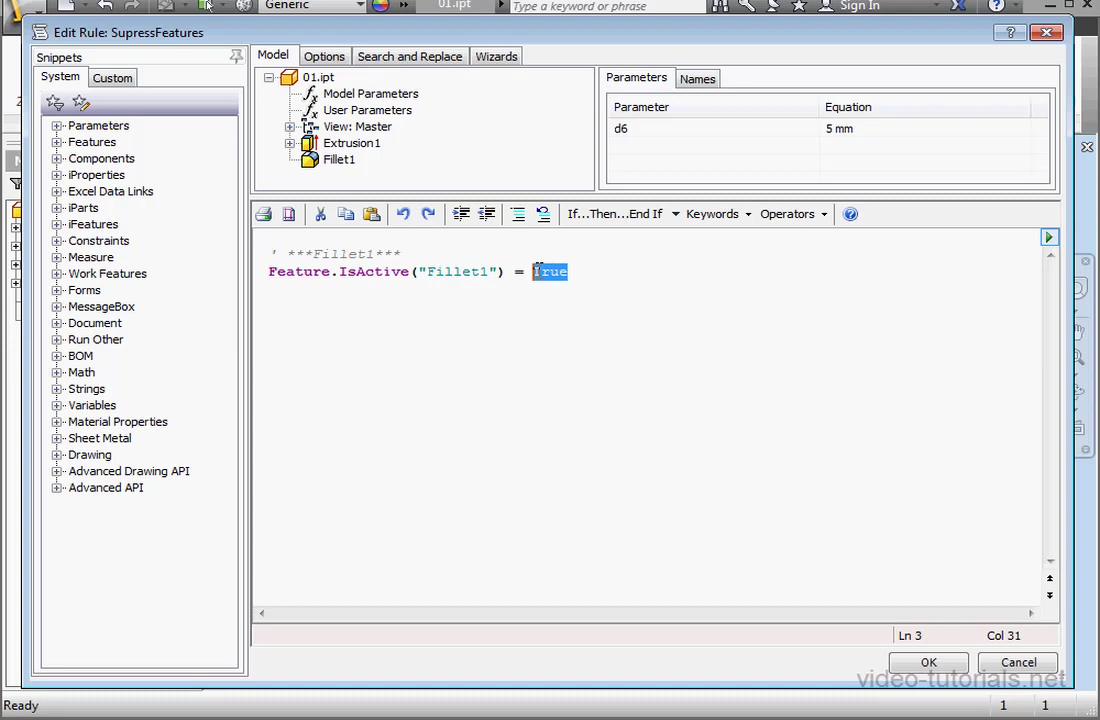 Generic
01.ipt
Type a keyword or phrase
Sign In
Edit Rule: SupressFeatures
Snippets
System
Custom
Parameters
Features
Components
iProperties
Excel Data Links
iParts
iFeatures
Constraints
Measure
Work Features
Forms
MessageBox
Document
Run Other
BOM
Math
Strings
Variables
Material Properties
Sheet Metal
Drawing
Advanced Drawing API
Advanced API
Model
Options
Search and Replace
Wizards
01.ipt
Model Parameters
User Parameters
View: Master
Extrusion1
Fillet1
Parameters
Names
Parameter
Equation
d6
5 mm
If...Then...End If
Keywords
Operators
' ***Fillet1***
Feature.IsActive("Fillet1") = True
Ln 3
Col 31
OK
Cancel
video-tutorials.net
Ready
1
1